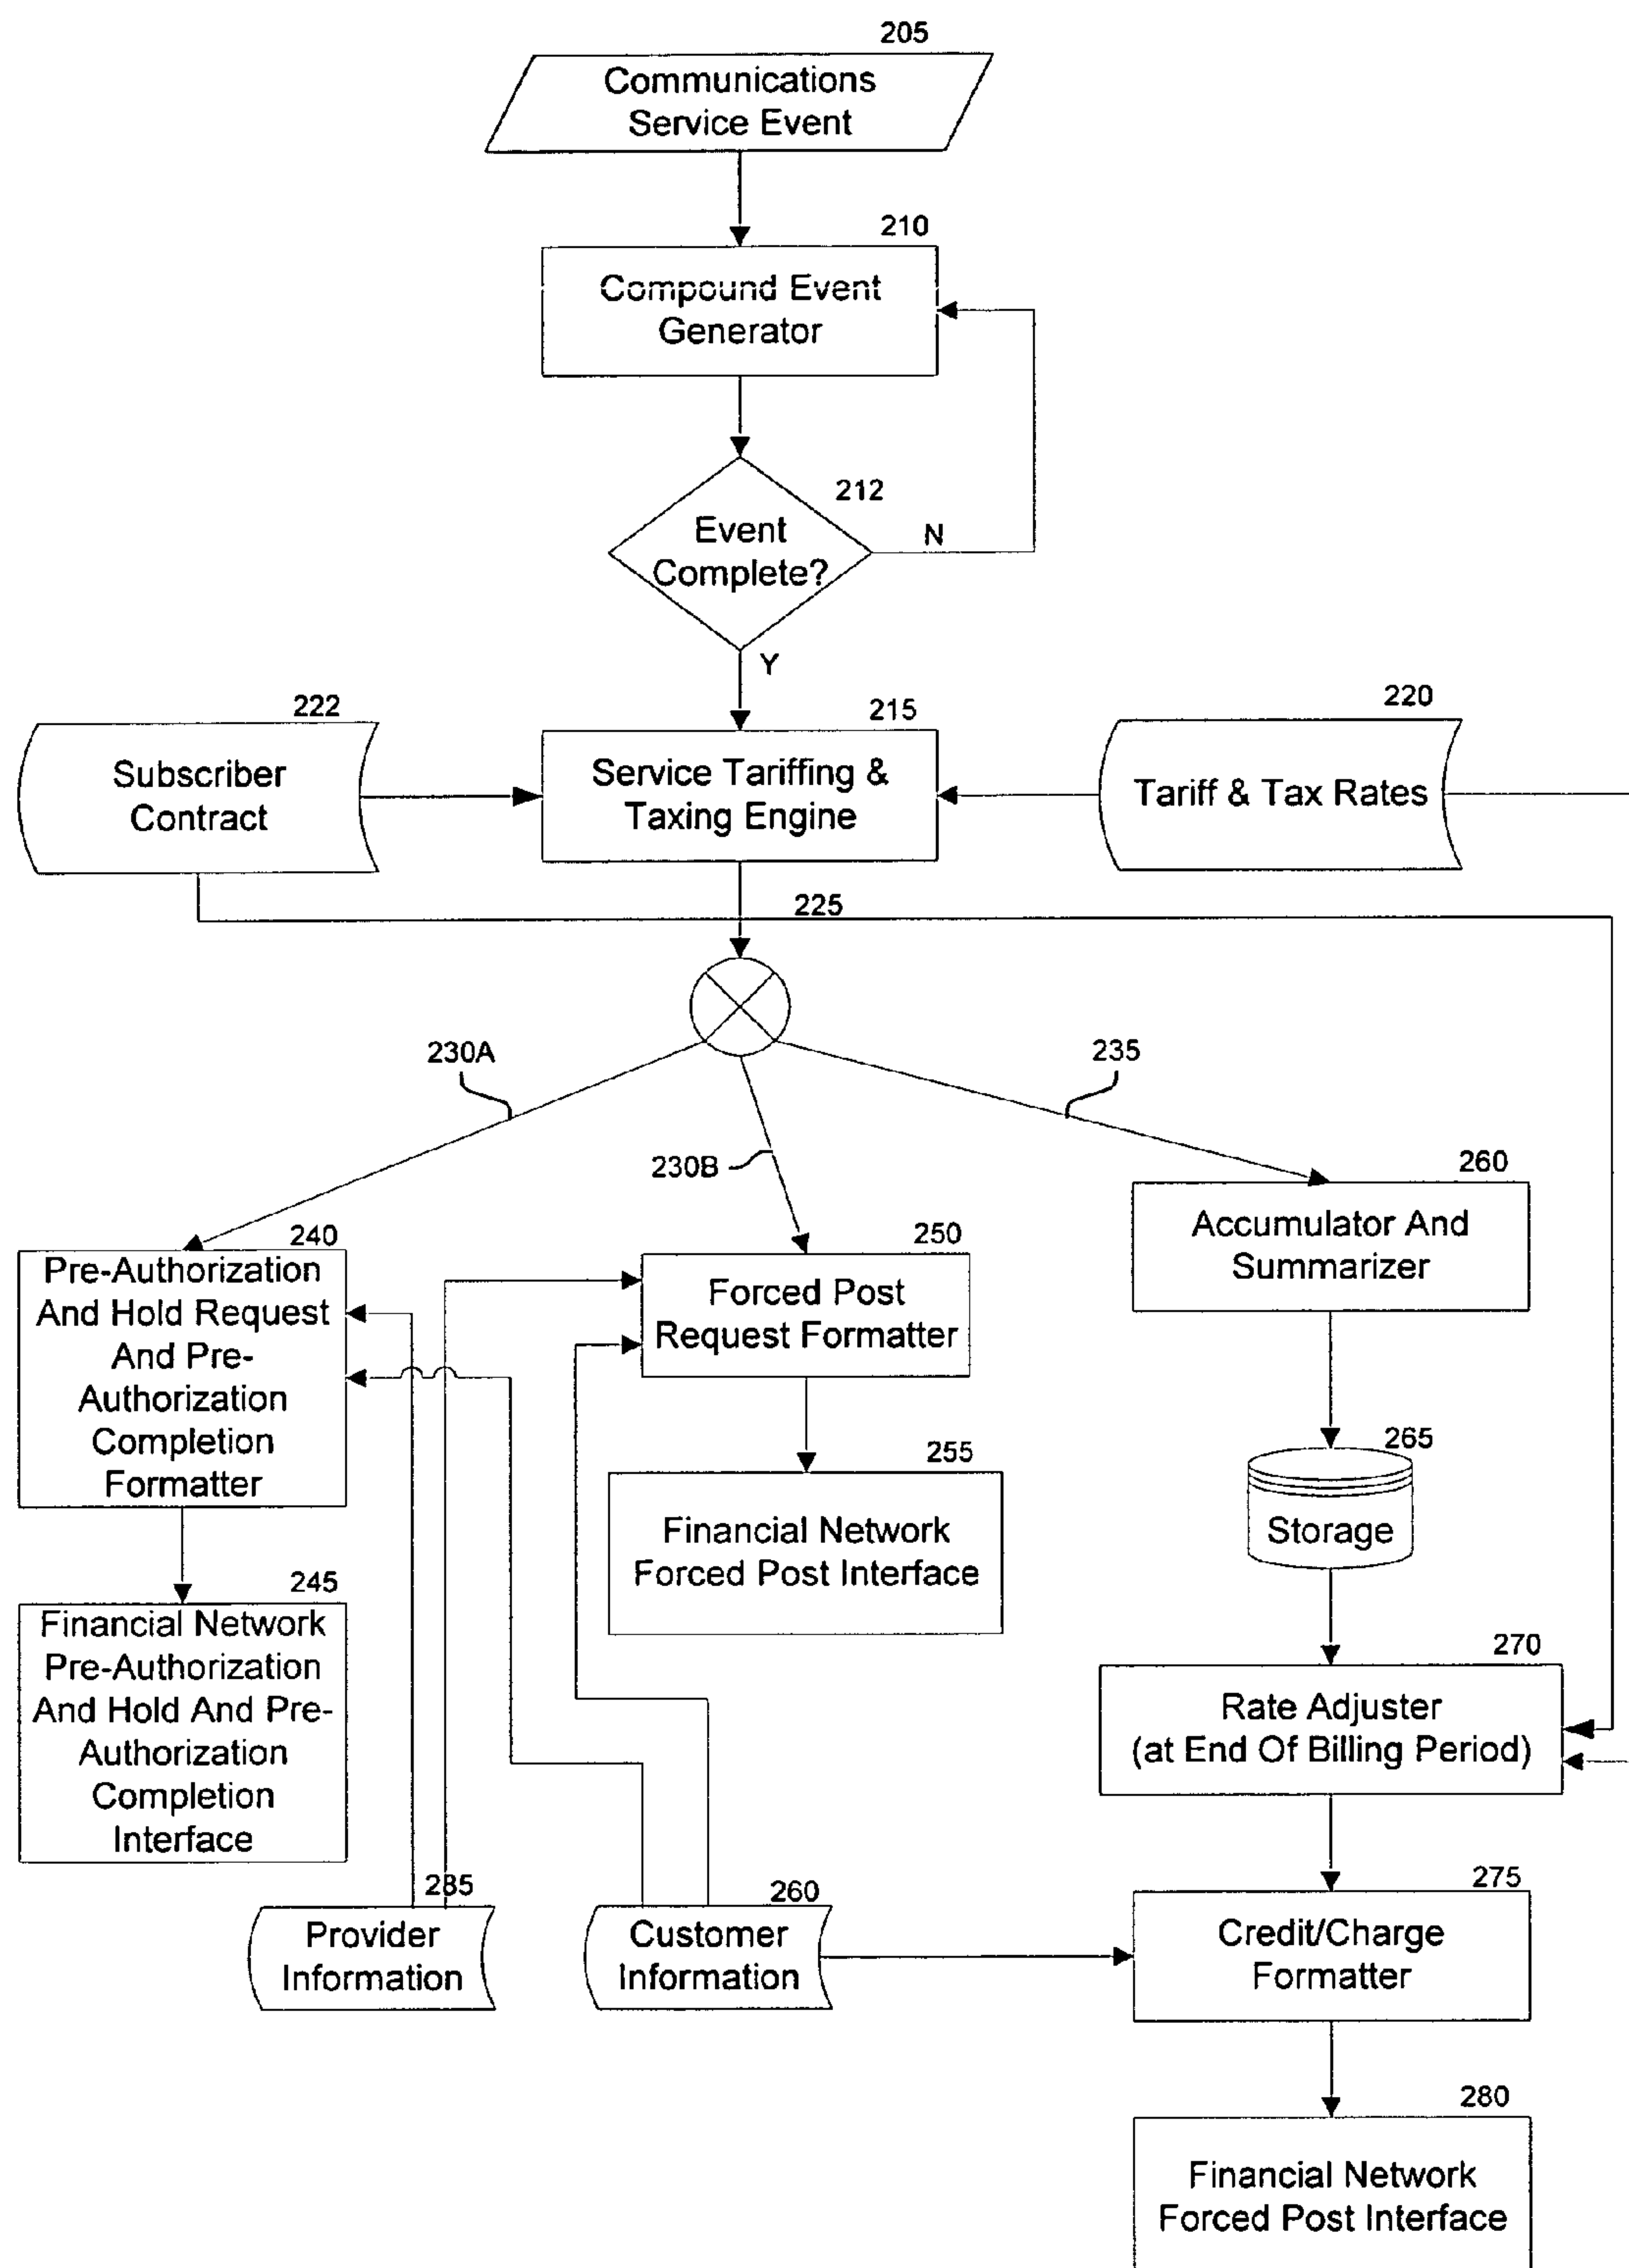 205
Communications
Service Event
210
Compound Event
Generator
212
Event
Complete?
N
Y
222
Subscriber
Contract
215
Service Tariffing &
Taxing Engine
220
Tariff & Tax Rates
225
230A
230B
235
240
Pre-Authorization
And Hold Request
And Pre-
Authorization
Completion
Formatter
250
Forced Post
Request Formatter
260
Accumulator And
Summarizer
255
Financial Network
Forced Post Interface
265
Storage
245
Financial Network
Pre-Authorization
And Hold And Pre-
Authorization
Completion
Interface
270
Rate Adjuster
(at End Of Billing Period)
285
Provider
Information
260
Customer
Information
275
Credit/Charge
Formatter
280
Financial Network
Forced Post Interface